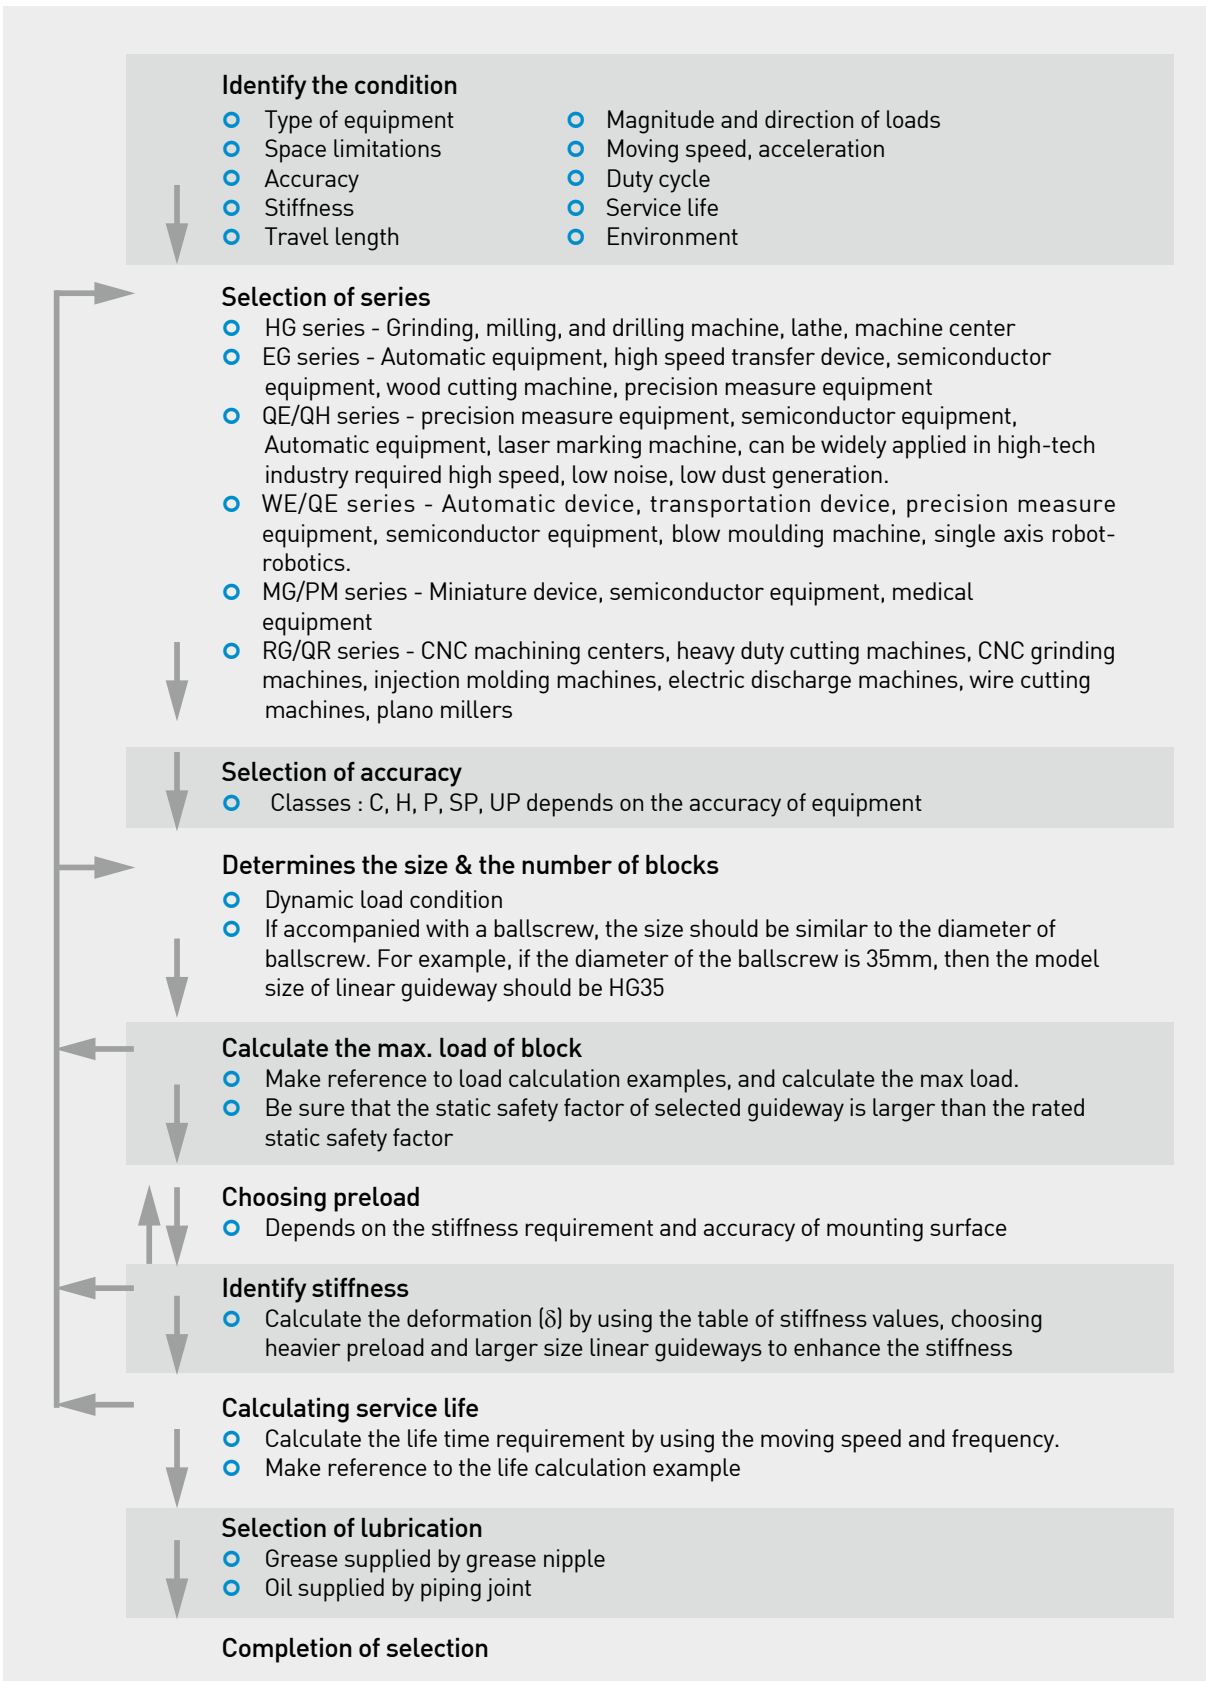 Identify the condition
Type of equipment
Space limitations
Accuracy
Stiffness
Travel length
Magnitude and direction of loads
Moving speed, acceleration
Duty cycle
Service life
Environment
Selection of series
HG series - Grinding, milling, and drilling machine, lathe, machine center
EG series - Automatic equipment, high speed transfer device, semiconductor
equipment, wood cutting machine, precision measure equipment
QE/QH series - precision measure equipment, semiconductor equipment,
Automatic equipment, laser marking machine, can be widely applied in high-tech
industry required high speed, low noise, low dust generation.
WE/QE series - Automatic device, transportation device, precision measure
equipment, semiconductor equipment, blow moulding machine, single axis robot-
robotics.
MG/PM series - Miniature device, semiconductor equipment, medical
equipment
RG/QR series - CNC machining centers, heavy duty cutting machines, CNC grinding
machines, injection molding machines, electric discharge machines, wire cutting
machines, plano millers
Selection of accuracy
Classes : C, H, P, SP, UP depends on the accuracy of equipment
Determines the size & the number of blocks
Dynamic load condition
If accompanied with a ballscrew, the size should be similar to the diameter of
ballscrew. For example, if the diameter of the ballscrew is 35mm, then the model
size of linear guideway should be HG35
Calculate the max. load of block
Make reference to load calculation examples, and calculate the max load.
Be sure that the static safety factor of selected guideway is larger than the rated
static safety factor
Choosing preload
Depends on the stiffness requirement and accuracy of mounting surface
Identify stiffness
Calculate the deformation (δ) by using the table of stiffness values, choosing
heavier preload and larger size linear guideways to enhance the stiffness
Calculating service life
Calculate the life time requirement by using the moving speed and frequency.
Make reference to the life calculation example
Selection of lubrication
Grease supplied by grease nipple
Oil supplied by piping joint
Completion of selection